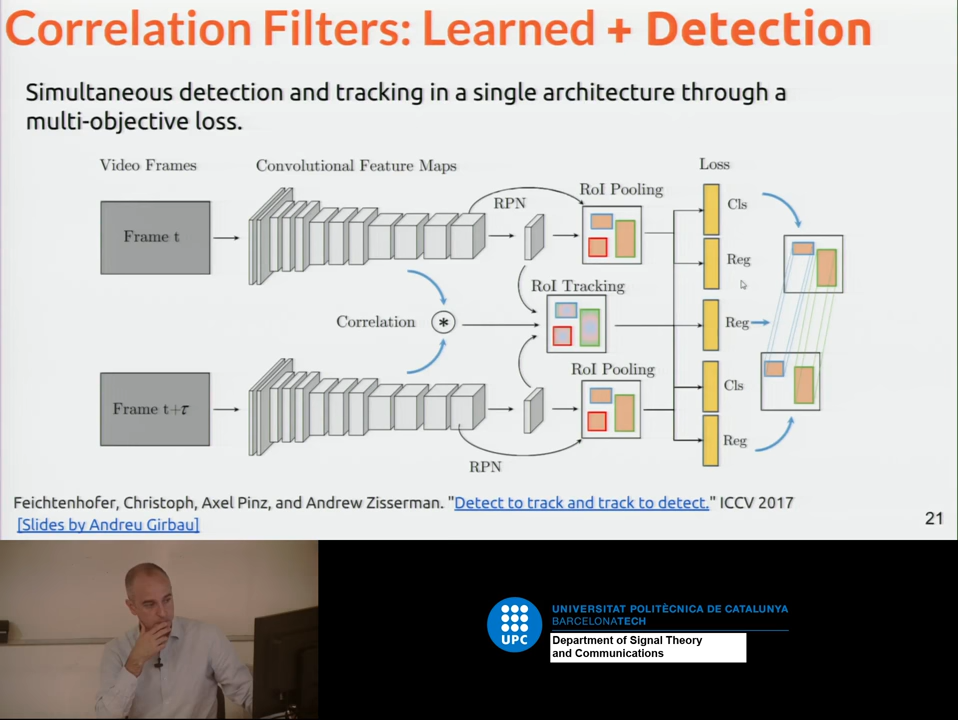 Correlation Filters: Learned + Detection
Simultaneous detection and tracking in a single architecture through a
multi-objective loss.
Video Frames
Convolutional Feature Maps
Loss
RPN
RoI Pooling
Cls
Frame t
Reg
RoI Tracking
Correlation
*
Reg
RoI Pooling
Cls
Frame t+τ
Reg
RPN
Feichtenhofer, Christoph, Axel Pinz, and Andrew Zisserman. "Detect to track and track to detect." ICCV 2017
[Slides by Andreu Girbau]
21
UPC
UNIVERSITAT POLITÈCNICA DE CATALUNYA
BARCELONATECH
Department of Signal Theory
and Communications